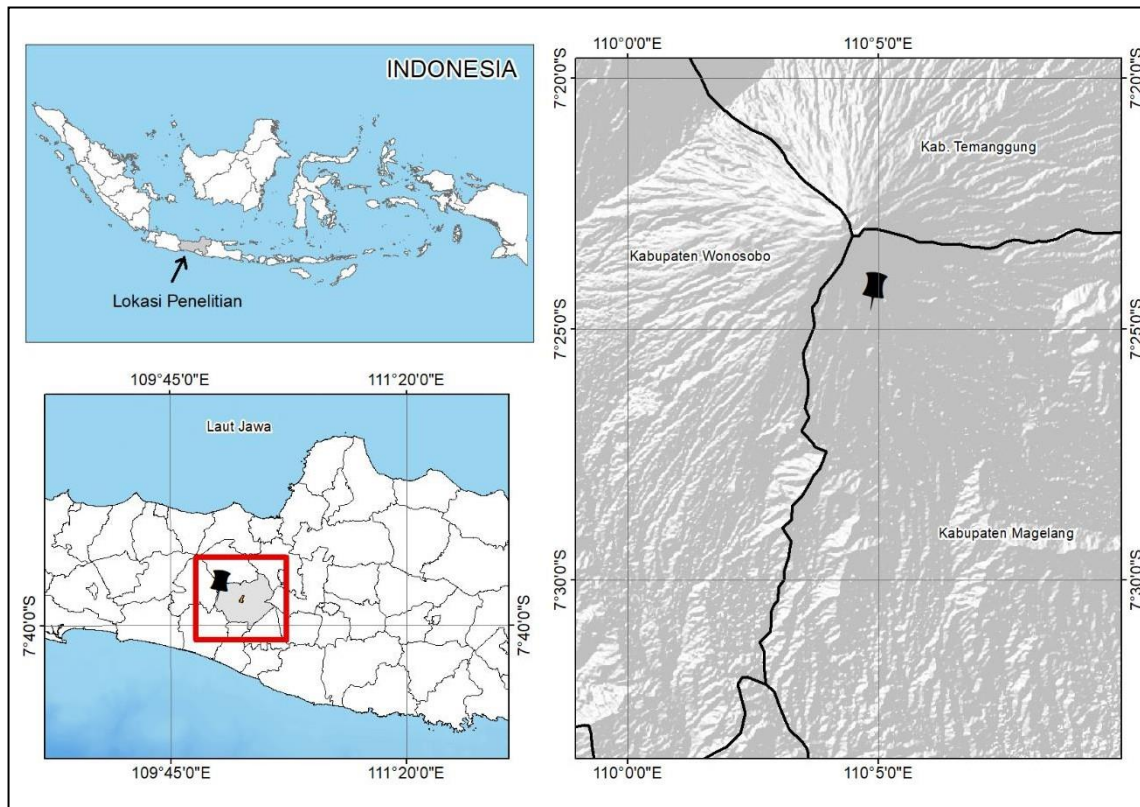 INDONESIA
Lokasi Penelitian
109°45'0"E 111°20'0"E
Laut Jawa
7°40'0"S 7°40'0"S
109°45'0"E 111°20'0"E
110°0'0"E 110°5'0"E
7°20'0"S 7°20'0"S
Kab. Temanggung
Kabupaten Wonosobo
7°25'0"S 7°25'0"S
Kabupaten Magelang
7°30'0"S 7°30'0"S
110°0'0"E 110°5'0"E